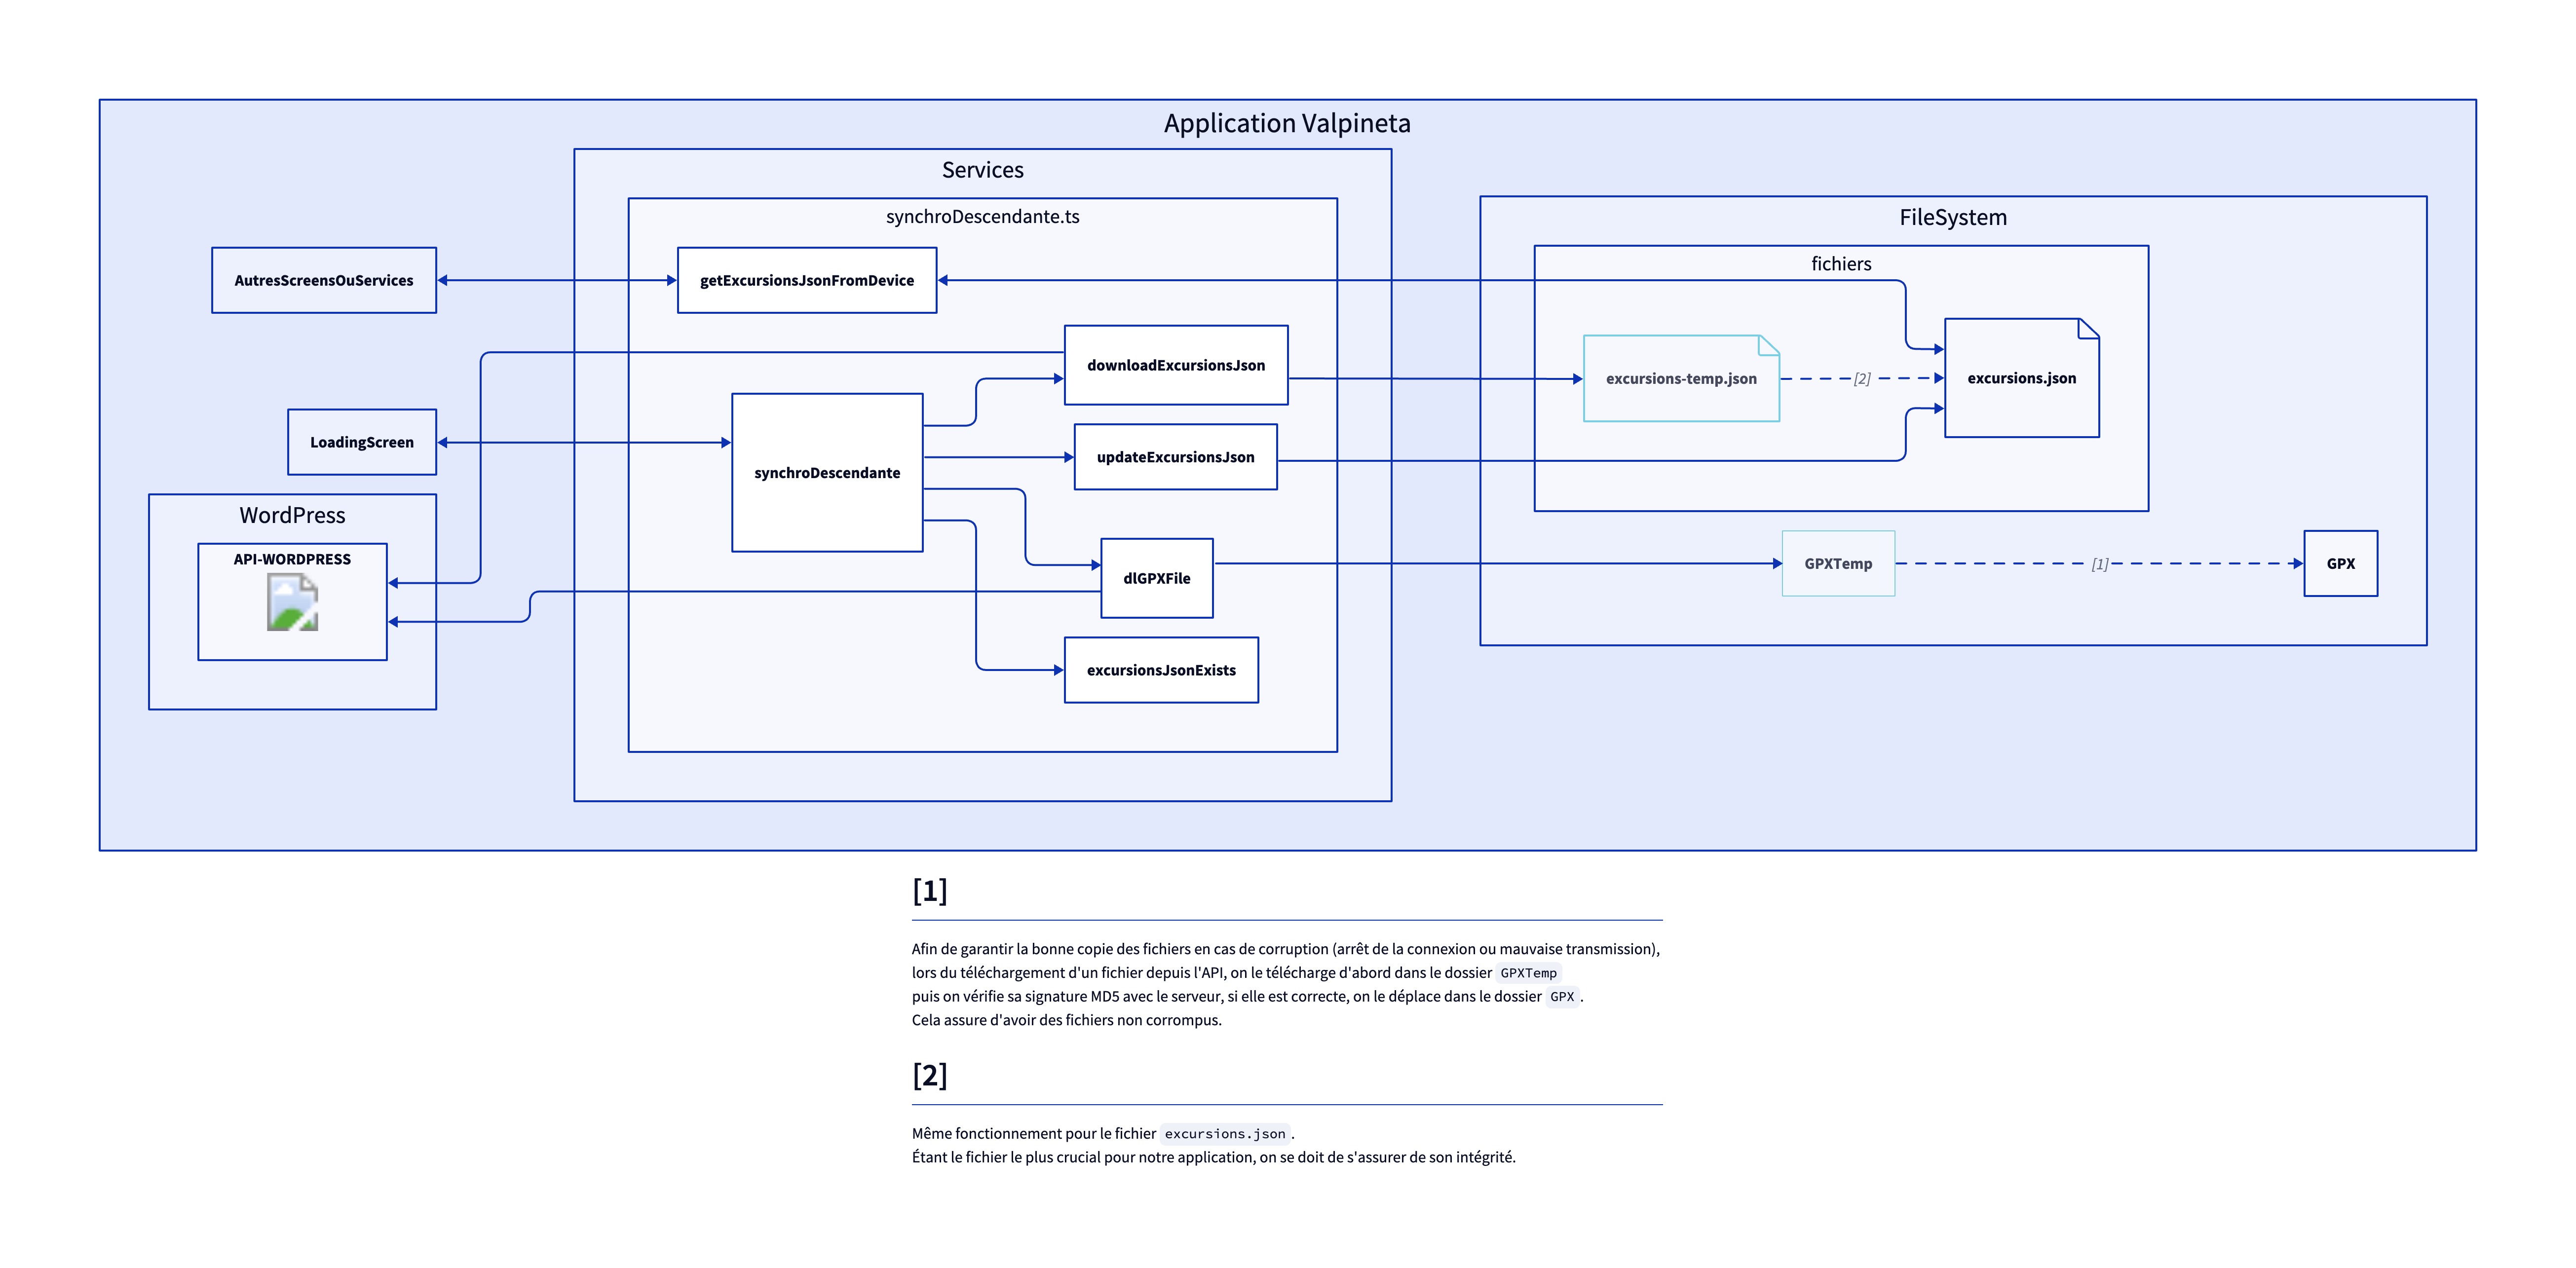 Application Valpineta
Services
synchroDescendante.ts
FileSystem
fichiers
AutresScreensOuServices
getExcursionsJsonFromDevice
downloadExcursionsJson
excursions-temp.json
[2]
excursions.json
LoadingScreen
synchroDescendante
updateExcursionsJson
WordPress
API-WORDPRESS
dlGPXFile
GPXTemp
[1]
GPX
excursionsJsonExists
[1]
Afin de garantir la bonne copie des fichiers en cas de corruption (arrêt de la connexion ou mauvaise transmission),
lors du téléchargement d'un fichier depuis l'API, on le télécharge d'abord dans le dossier GPXTemp
puis on vérifie sa signature MD5 avec le serveur, si elle est correcte, on le déplace dans le dossier GPX .
Cela assure d'avoir des fichiers non corrompus.
[2]
Même fonctionnement pour le fichier excursions.json .
Étant le fichier le plus crucial pour notre application, on se doit de s'assurer de son intégrité.